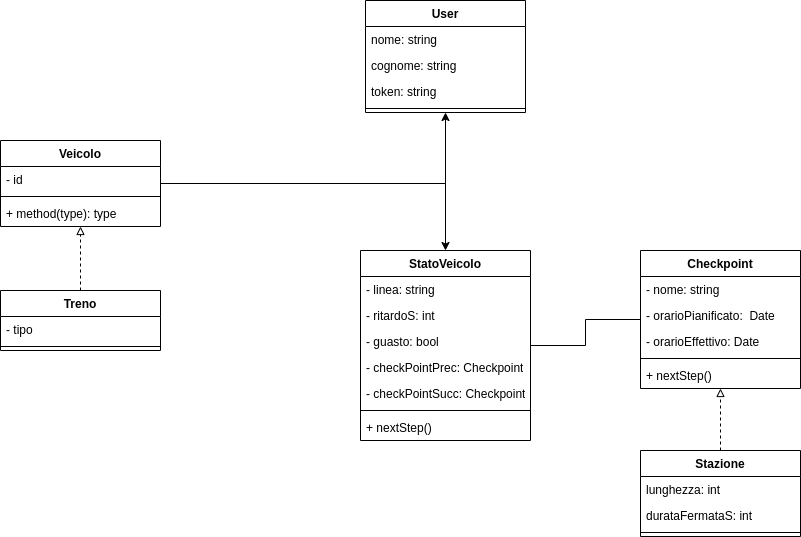 User
nome: string
cognome: string
token: string
Veicolo
- id
+ method(type): type
Treno
- tipo
StatoVeicolo
- linea: string
- ritardoS: int
- guasto: bool
- checkPointPrec: Checkpoint
- checkPointSucc: Checkpoint
+ nextStep()
Checkpoint
- nome: string
- orarioPianificato: Date
- orarioEffettivo: Date
+ nextStep()
Stazione
lunghezza: int
durataFermataS: int